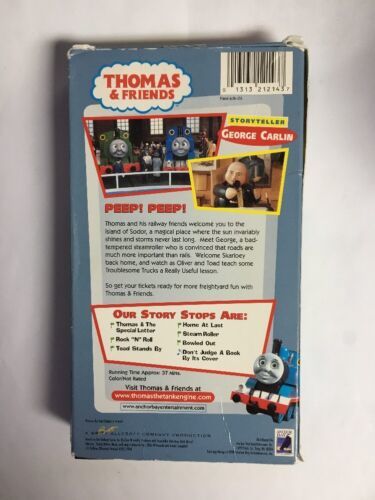 THOMAS
& FRIENDS
0 1313 21214 3 7
STORYTELLER
GEORGE CARLIN
PEEP! PEEP!
Thomas and his railway friends welcome you to the
Island of Sodor, a magical place where the sun invariably
shines and storms never last long. Meet George, a bad-
tempered steamroller who is convinced that roads are
much more important than rails. Welcome Skarloey
back home, and watch as Oliver and Toad teach some
Troublesome Trucks a Really Useful lesson.
So get your tickets ready for more freightyard fun with
Thomas & Friends.
OUR STORY STOPS ARE:
Thomas & The
Special Letter
Rock "N" Roll
Toad Stands By
Home At Last
Steam Roller
Bowled Out
Don't Judge A Book
By Its Cover
Running Time Approx: 37 Mins.
Color/Not Rated
Visit Thomas & Friends at
www.thomasthetankengine.com
www.anchorbayentertainment.com